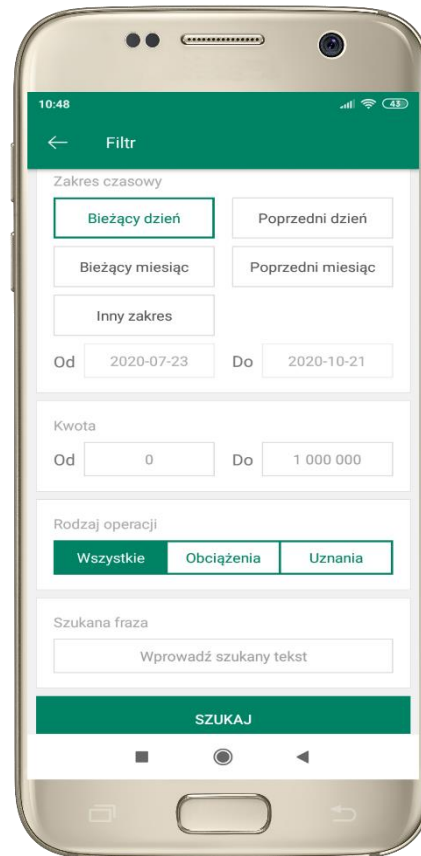 10:48
43
Filtr
Zakres czasowy
Bieżący dzień Poprzedni dzień
Bieżący miesiąc Poprzedni miesiąc
Inny zakres
Od 2020-07-23 Do 2020-10-21
Kwota
Od 0 Do 1 000 000
Rodzaj operacji
Wszystkie Obciążenia Uznania
Szukana fraza
Wprowadź szukany tekst
SZUKAJ